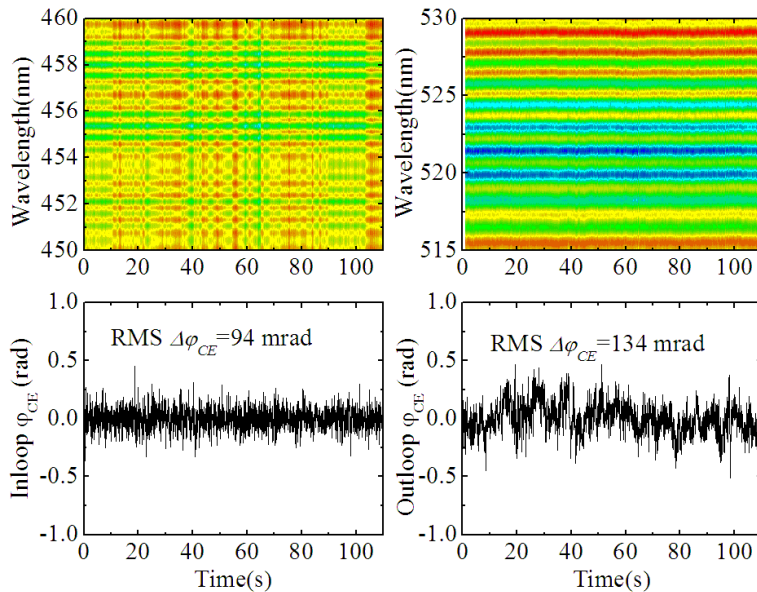 460
458
456
454
452
450
Wavelength(nm)
0 20 40 60 80 100
530
525
520
515
Wavelength(nm)
0 20 40 60 80 100
1.0
0.5
0.0
-0.5
-1.0
Inloop φCE (rad)
RMS ΔφCE=94 mrad
0 20 40 60 80 100
Time(s)
1.0
0.5
0.0
-0.5
-1.0
Outloop φCE (rad)
RMS ΔφCE=134 mrad
0 20 40 60 80 100
Time(s)